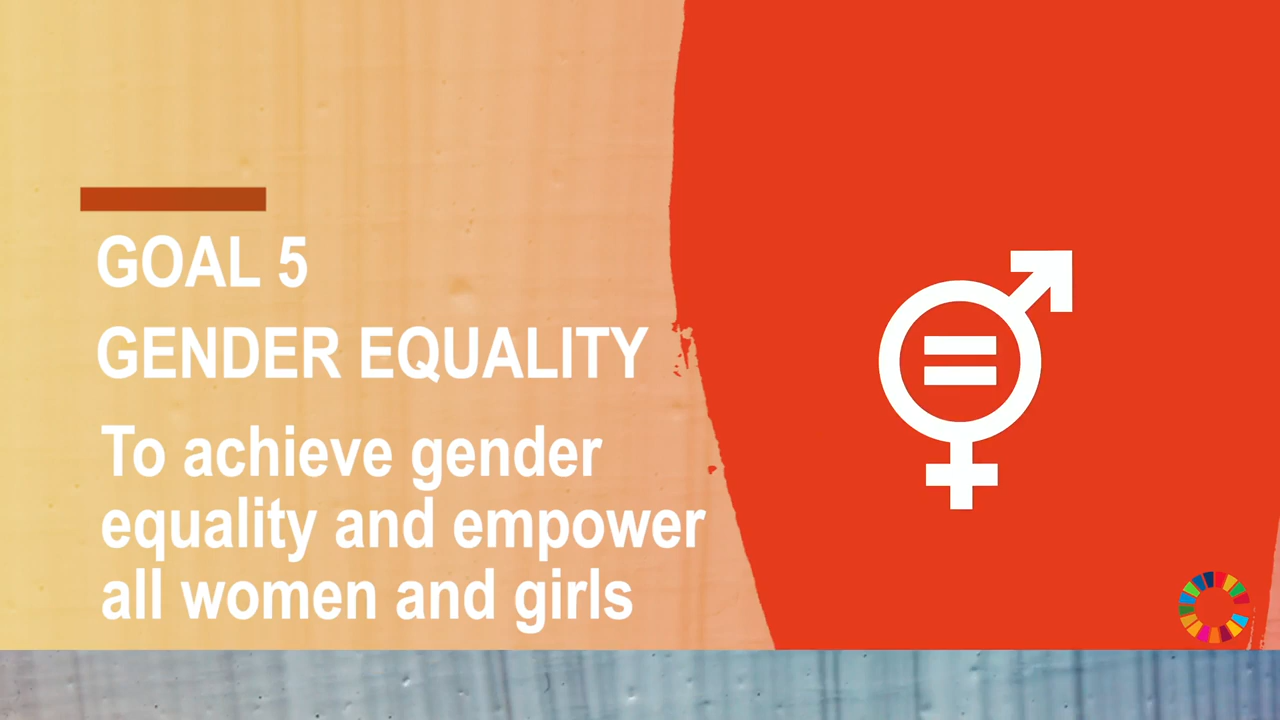 GOAL 5
GENDER EQUALITY
To achieve gender
equality and empower
all women and girls